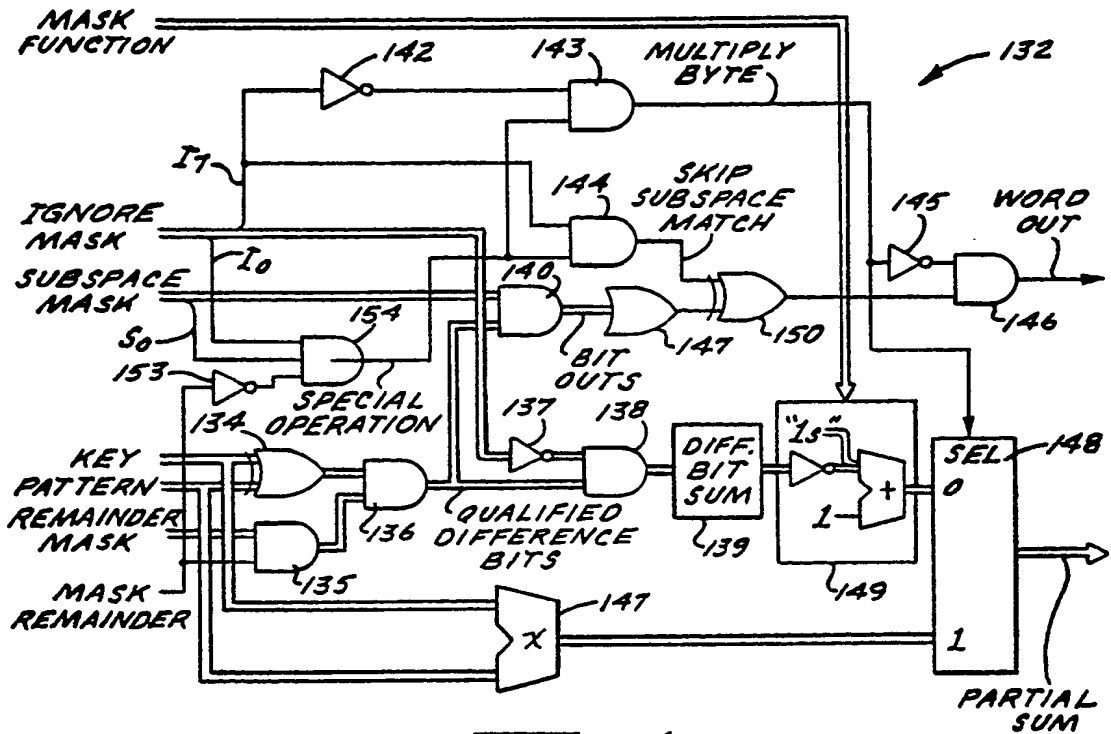 MASK
FUNCTION
142
143
MULTIPLY
BYTE
132
I7
144
SKIP
SUBSPACE
MATCH
145
WORD
OUT
IGNORE
MASK
I0
SUBSPACE
MASK
140
S0
154
147
150
146
153
BIT
OUTS
SPECIAL
OPERATION
134
137
138
"1s"
KEY
PATTERN
DIFF.
BIT
SUM
+
1
SEL
0
148
REMAINDER
MASK
136
QUALIFIED
DIFFERENCE
BITS
139
149
135
MASK
REMAINDER
147
X
1
PARTIAL
SUM